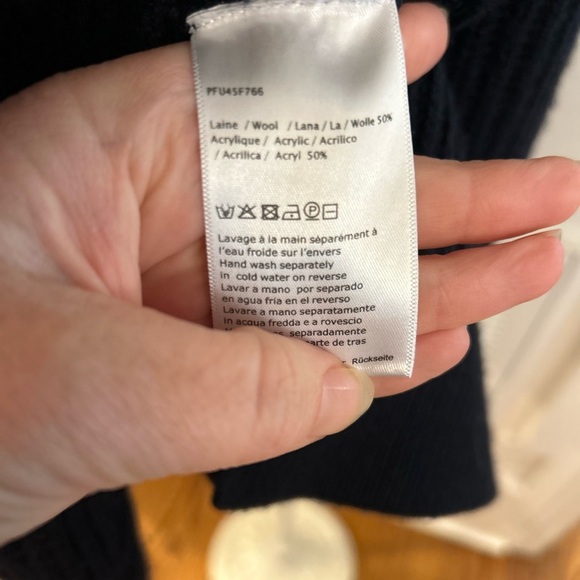 PFU45F766
Laine / Wool / Lana / La / Wolle 50%
Acrylique / Acrylic / Acrilico
/ Acrilica / Acryl 50%
Lavage à la main séparément à
l'eau froide sur l'envers
Hand wash separately
in cold water on reverse
Lavar a mano por separado
en agua fría en el reverso
Lavare a mano separatamente
in acqua fredda e a rovescio
separadamente
parte de tras
Rückseite